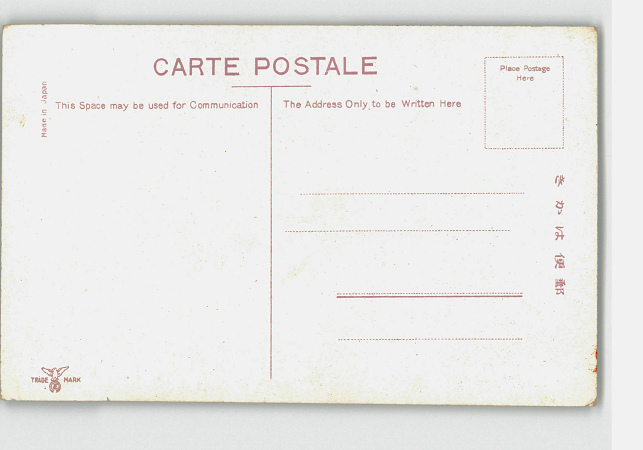 CARTE POSTALE
Place Postage
Here
This Space may be used for Communication
The Address Only to be Written Here
Made in Japan
きかは便郵
TRADE MARK